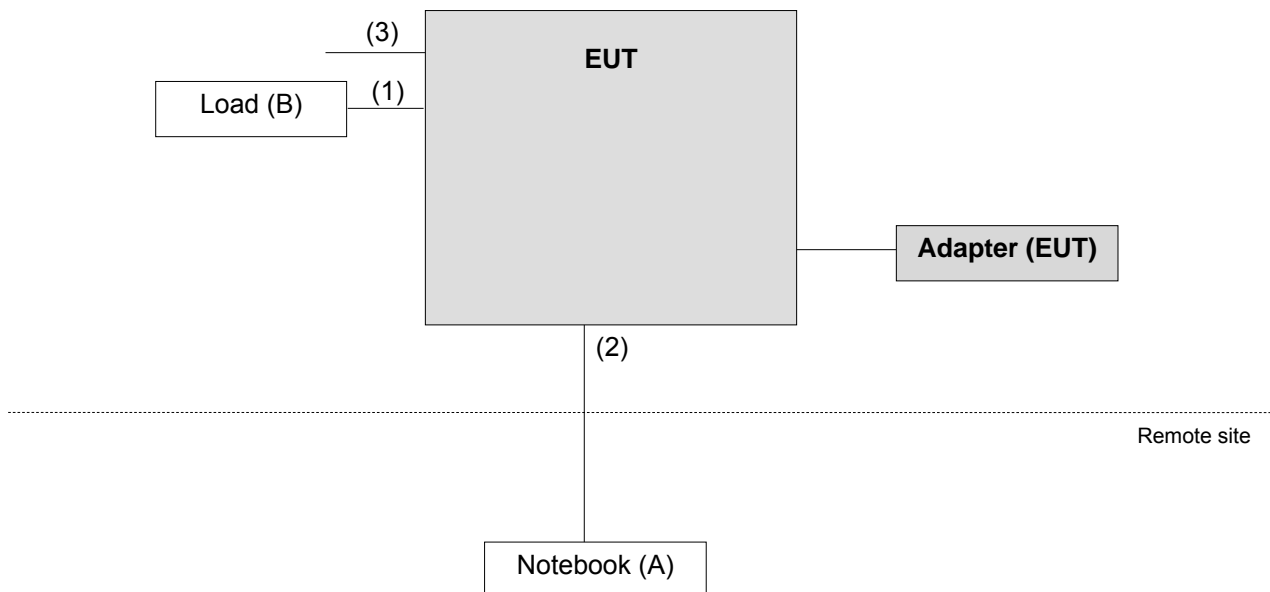 (3)
EUT
Load (B)
(1)
Adapter (EUT)
(2)
Remote site
Notebook (A)